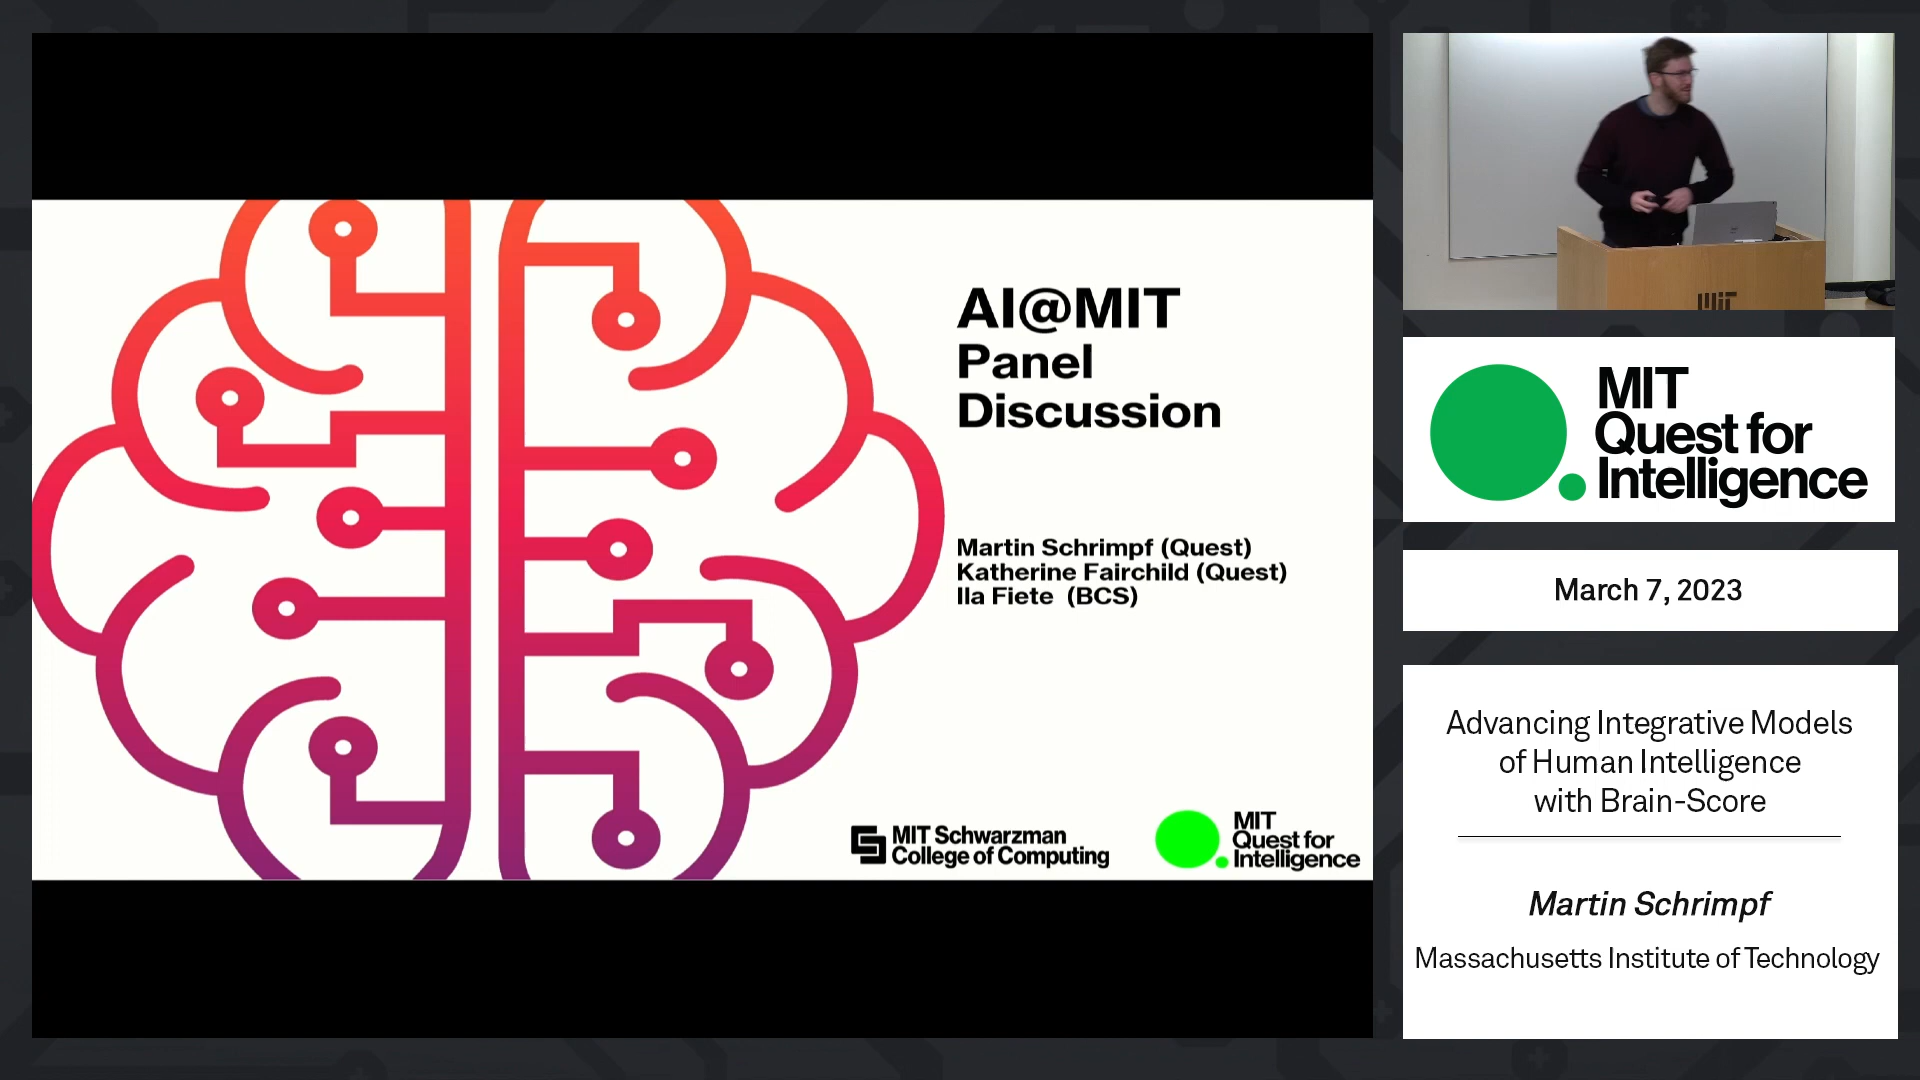 AI@MIT
Panel
Discussion
Martin Schrimpf (Quest)
Katherine Fairchild (Quest)
Ila Fiete (BCS)
MIT Schwarzman
College of Computing
MIT
Quest for
Intelligence
MIT
MIT
Quest for
Intelligence
March 7, 2023
Advancing Integrative Models
of Human Intelligence
with Brain-Score
Martin Schrimpf
Massachusetts Institute of Technology